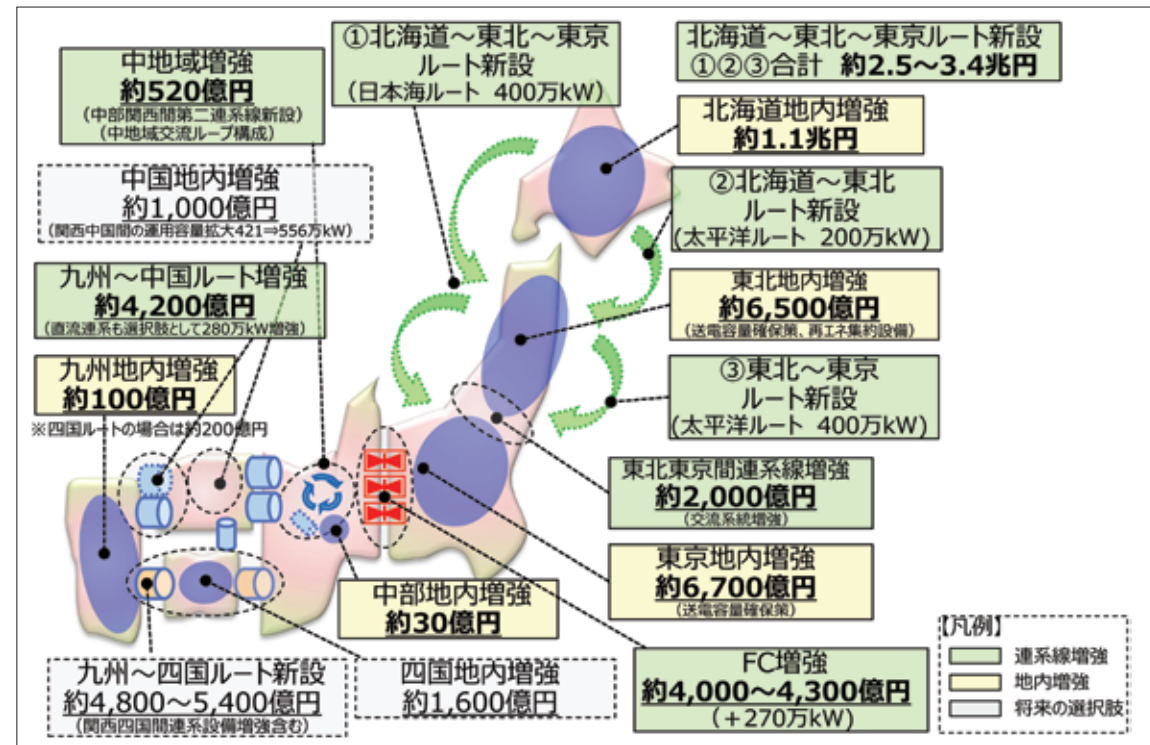 中地域増強
約520億円
(中部関西間第二連系線新設)
(中地域交流ループ構成)
①北海道～東北～東京
ルート新設
(日本海ルート 400万kW)
北海道～東北～東京ルート新設
①②③合計 約2.5～3.4兆円
北海道地内増強
約1.1兆円
中国地内増強
約1,000億円
(関西中国間の運用容量拡大421⇒556万kW)
②北海道～東北
ルート新設
(太平洋ルート 200万kW)
九州～中国ルート増強
約4,200億円
(直流連系も選択肢として280万kW増強)
東北地内増強
約6,500億円
(送電容量確保策、再エネ集約設備)
九州地内増強
約100億円
※四国ルートの場合は約200億円
③東北～東京
ルート新設
(太平洋ルート 400万kW)
東北東京間連系線増強
約2,000億円
(交流系統増強)
東京地内増強
約6,700億円
(送電容量確保策)
中部地内増強
約30億円
九州～四国ルート新設
約4,800～5,400億円
(関西四国間連系設備増強含む)
四国地内増強
約1,600億円
FC増強
約4,000～4,300億円
(＋270万kW)
【凡例】
連系線増強
地内増強
将来の選択肢